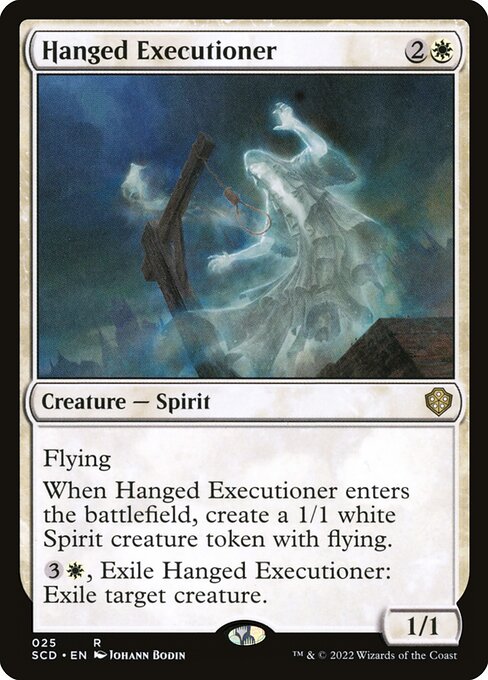 Hanged Executioner 2
Creature — Spirit
Flying
When Hanged Executioner enters
the battlefield, create a 1/1 white
Spirit creature token with flying.
3, Exile Hanged Executioner:
Exile target creature.
1/1
025 R
SCD • EN Johann Bodin
™ & © 2022 Wizards of the Coast